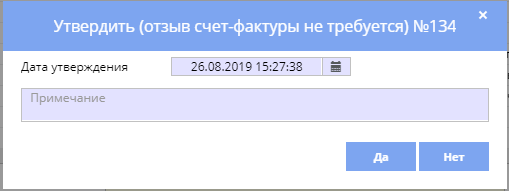 Утвердить (отзыв счет-фактуры не требуется) №134
Дата утверждения 26.08.2019 15:27:38
Примечание
Да Нет